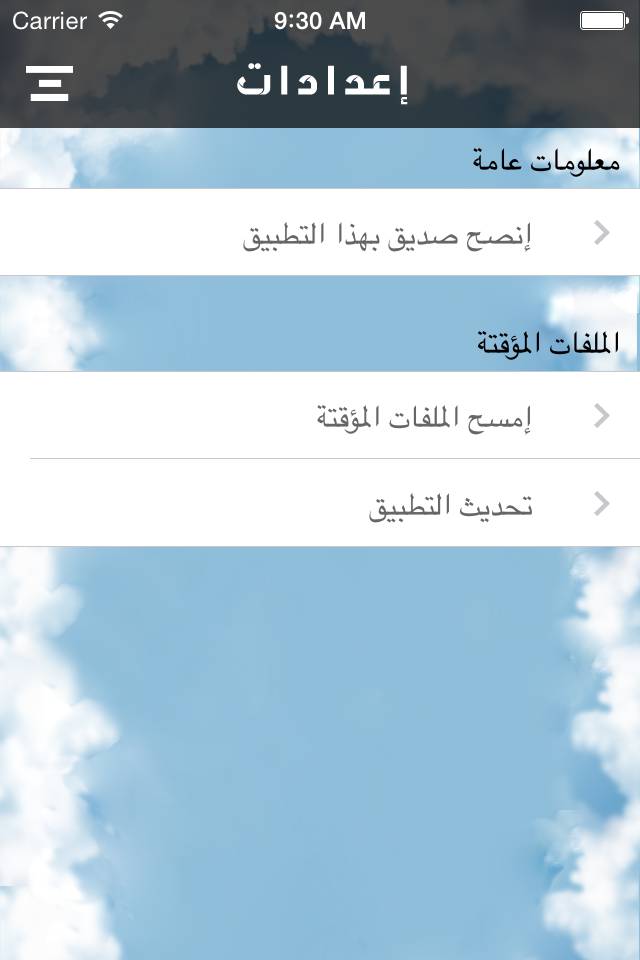 Carrier 9:30 AM
إعدادات
معلومات عامة
إنصح صديق بهذا التطبيق
الملفات المؤقتة
إمسح الملفات المؤقتة
تحديث التطبيق